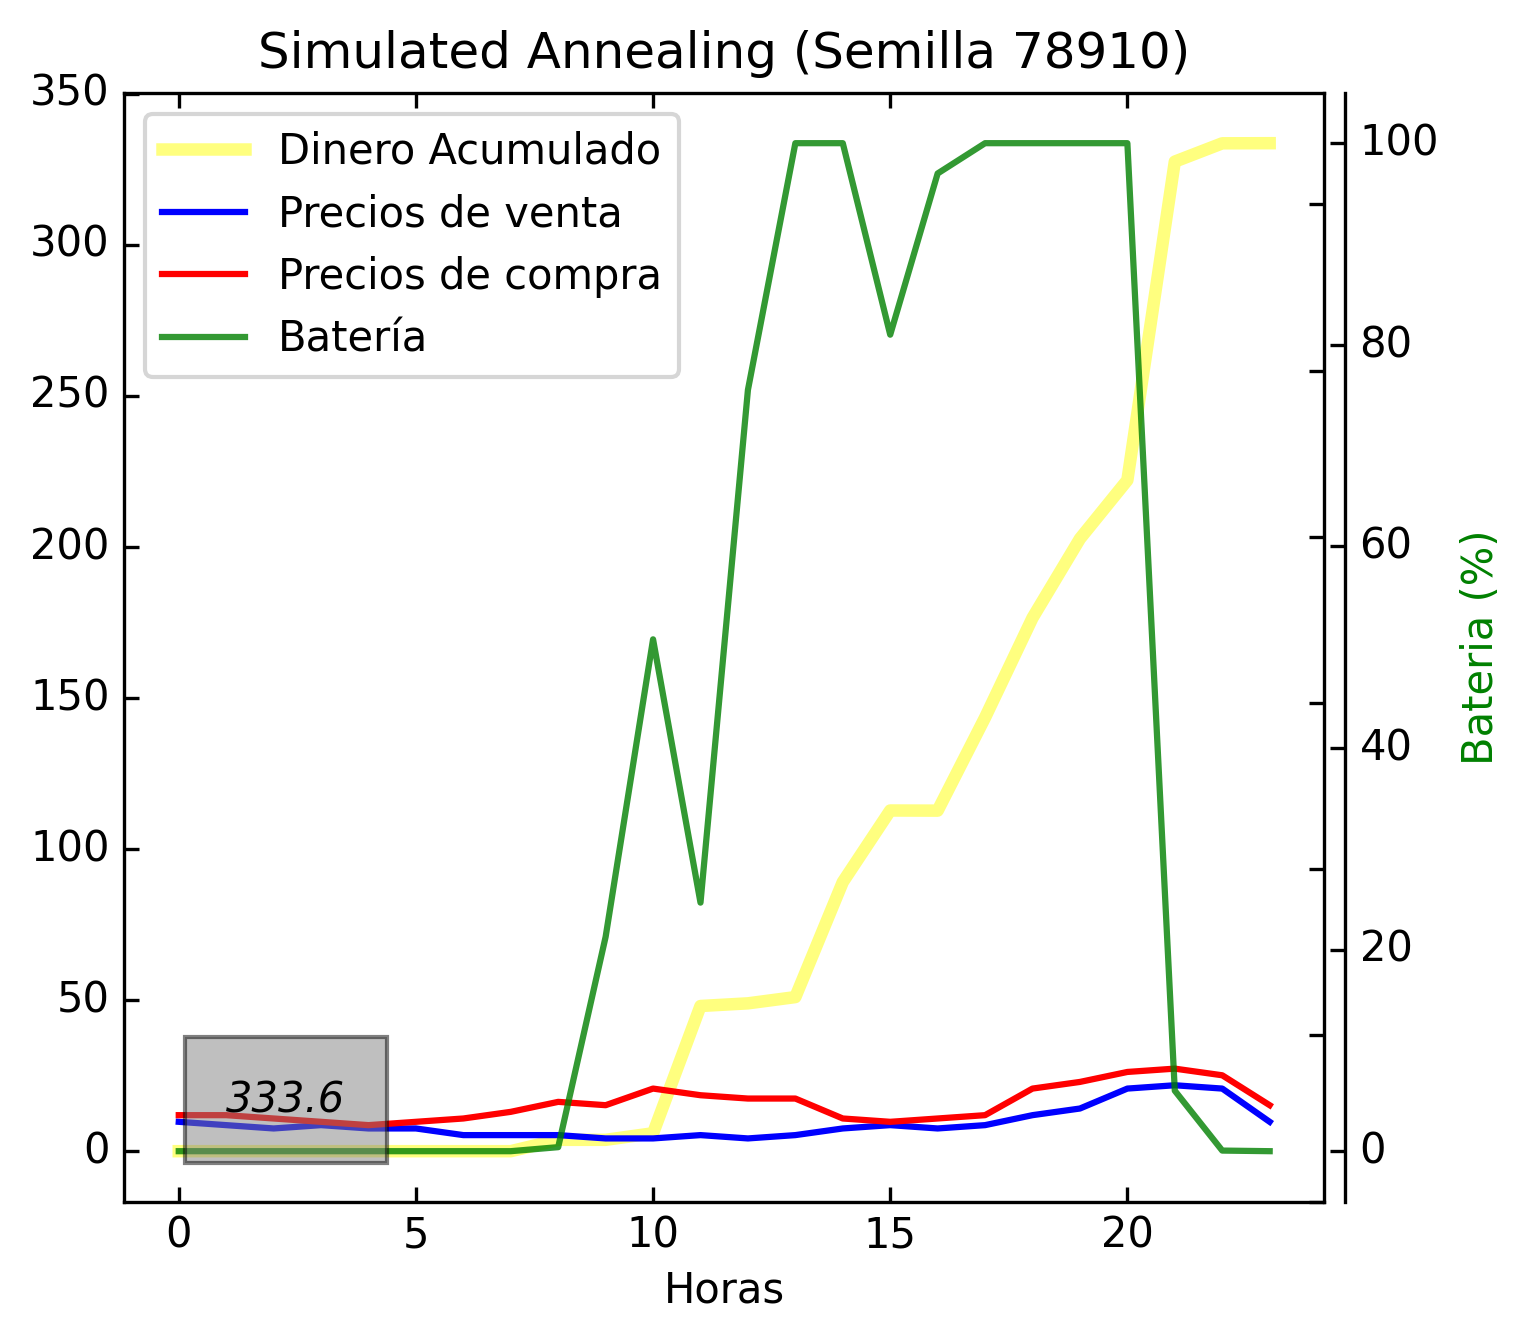 Simulated Annealing (Semilla 78910)
Dinero Acumulado
Precios de venta
Precios de compra
Batería
350
300
250
200
150
100
50
0
333.6
100
80
60
40
20
0
Bateria (%)
0 5 10 15 20
Horas